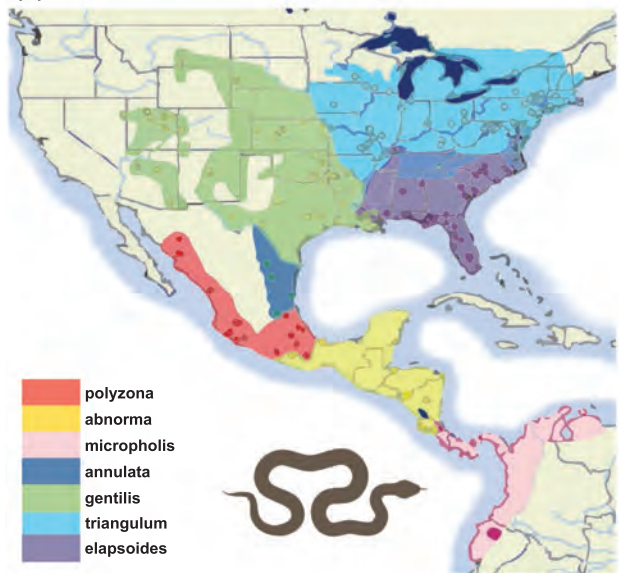 polyzona
abnorma
micropholis
annulata
gentilis
triangulum
elapsoides